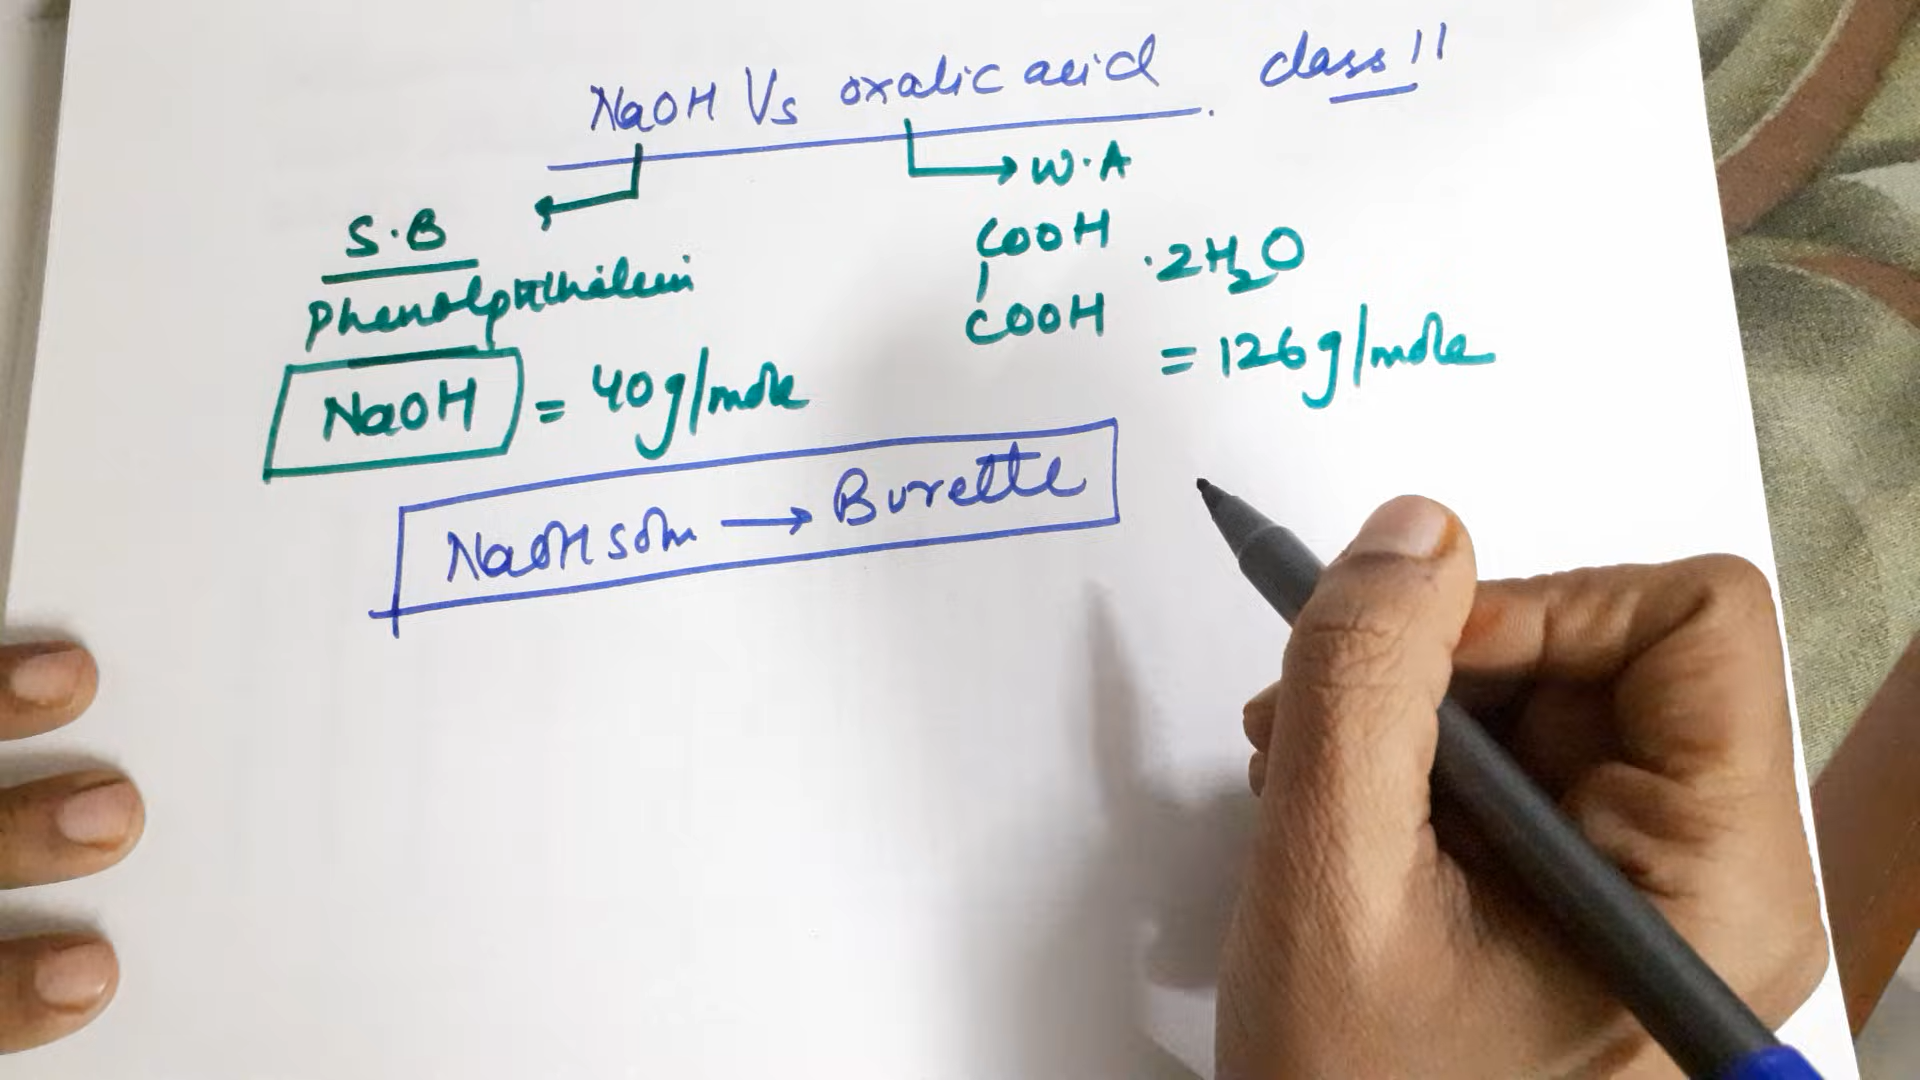 NaOH Vs oxalic acid. class 11
S.B
W.A
Phenolphthalein
COOH
COOH
.2H2O
NaOH = 40g/mole
= 126g/mole
NaOH soln → Burette